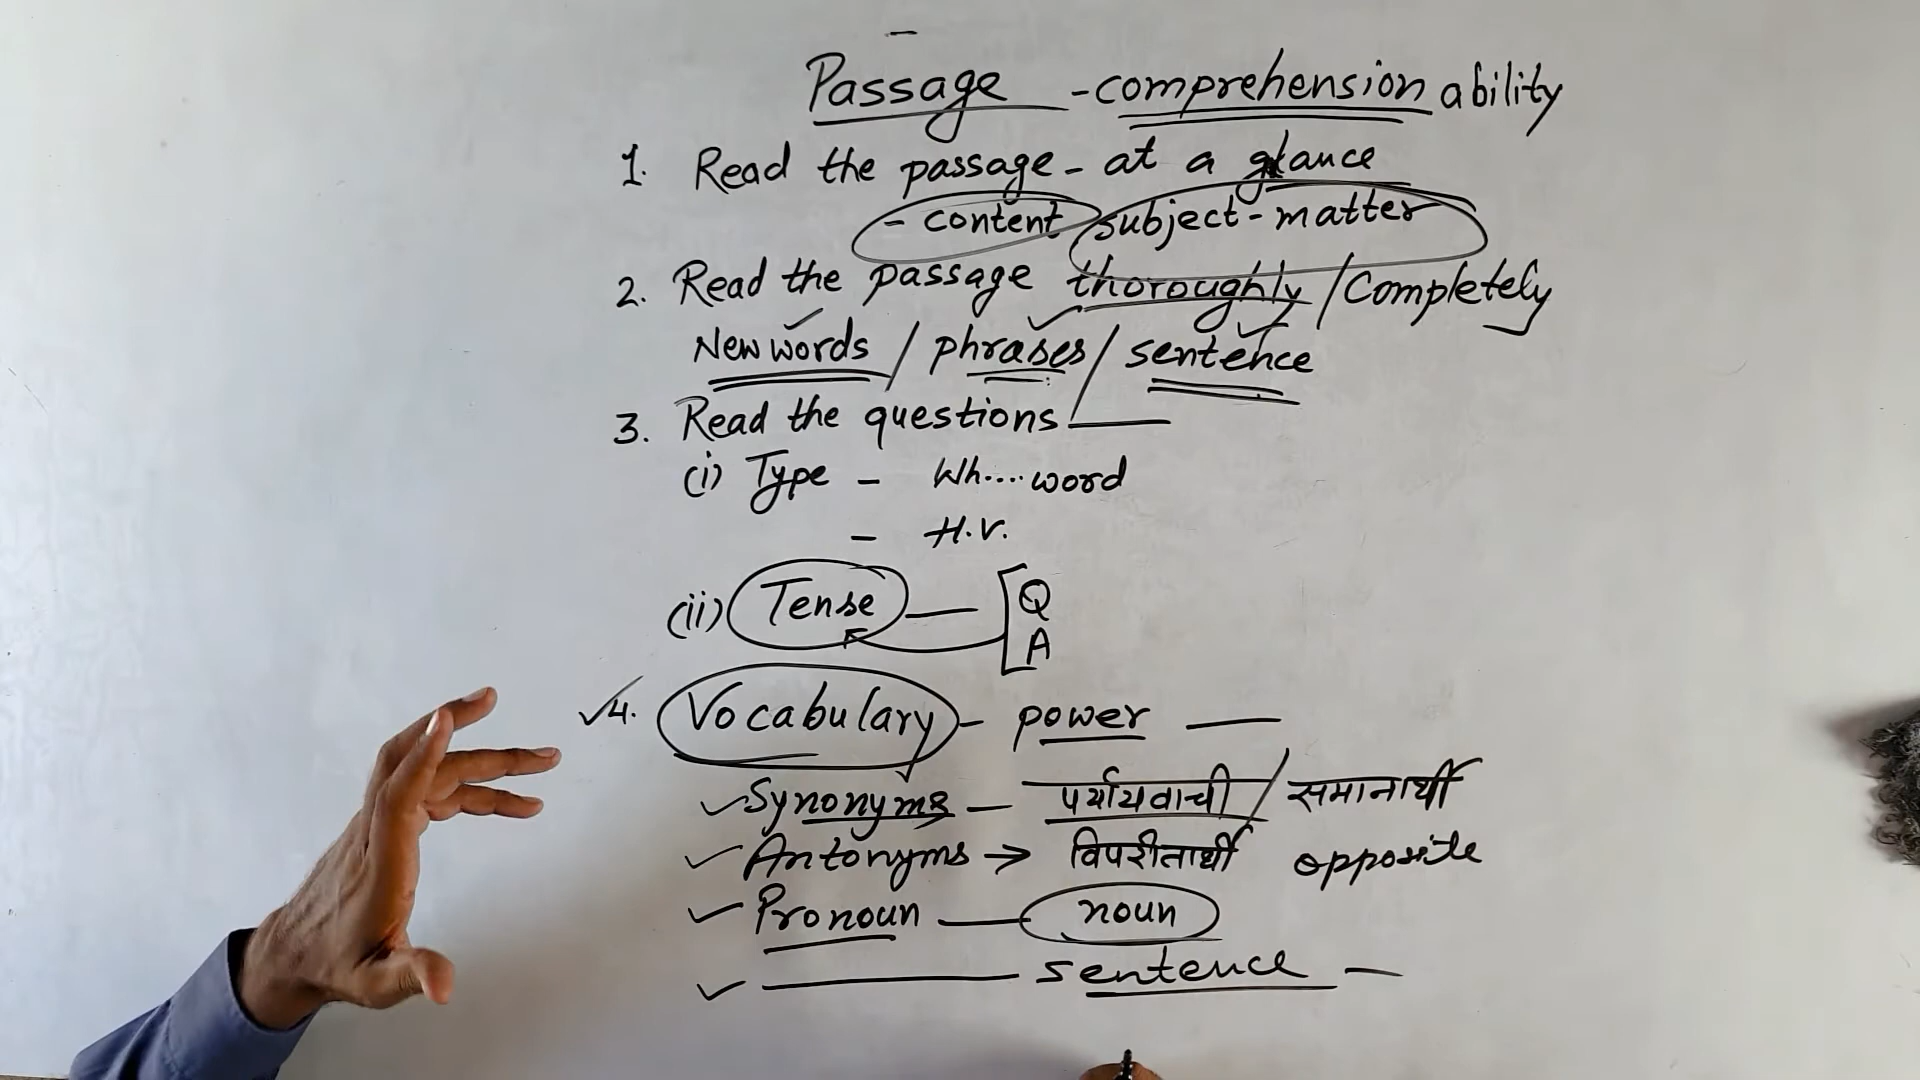 Passage - comprehension ability
1. Read the passage - at a glance
- content subject-matter
2. Read the passage thoroughly / Completely
New words / phrases / sentence
3. Read the questions
(i) Type - Wh.... word
- H.V.
(ii) Tense — [Q
A
4. Vocabulary - power —
Synonyms — पर्यायवाची / समानार्थी
Antonyms → विपरीतार्थी opposite
Pronoun — noun
— sentence —